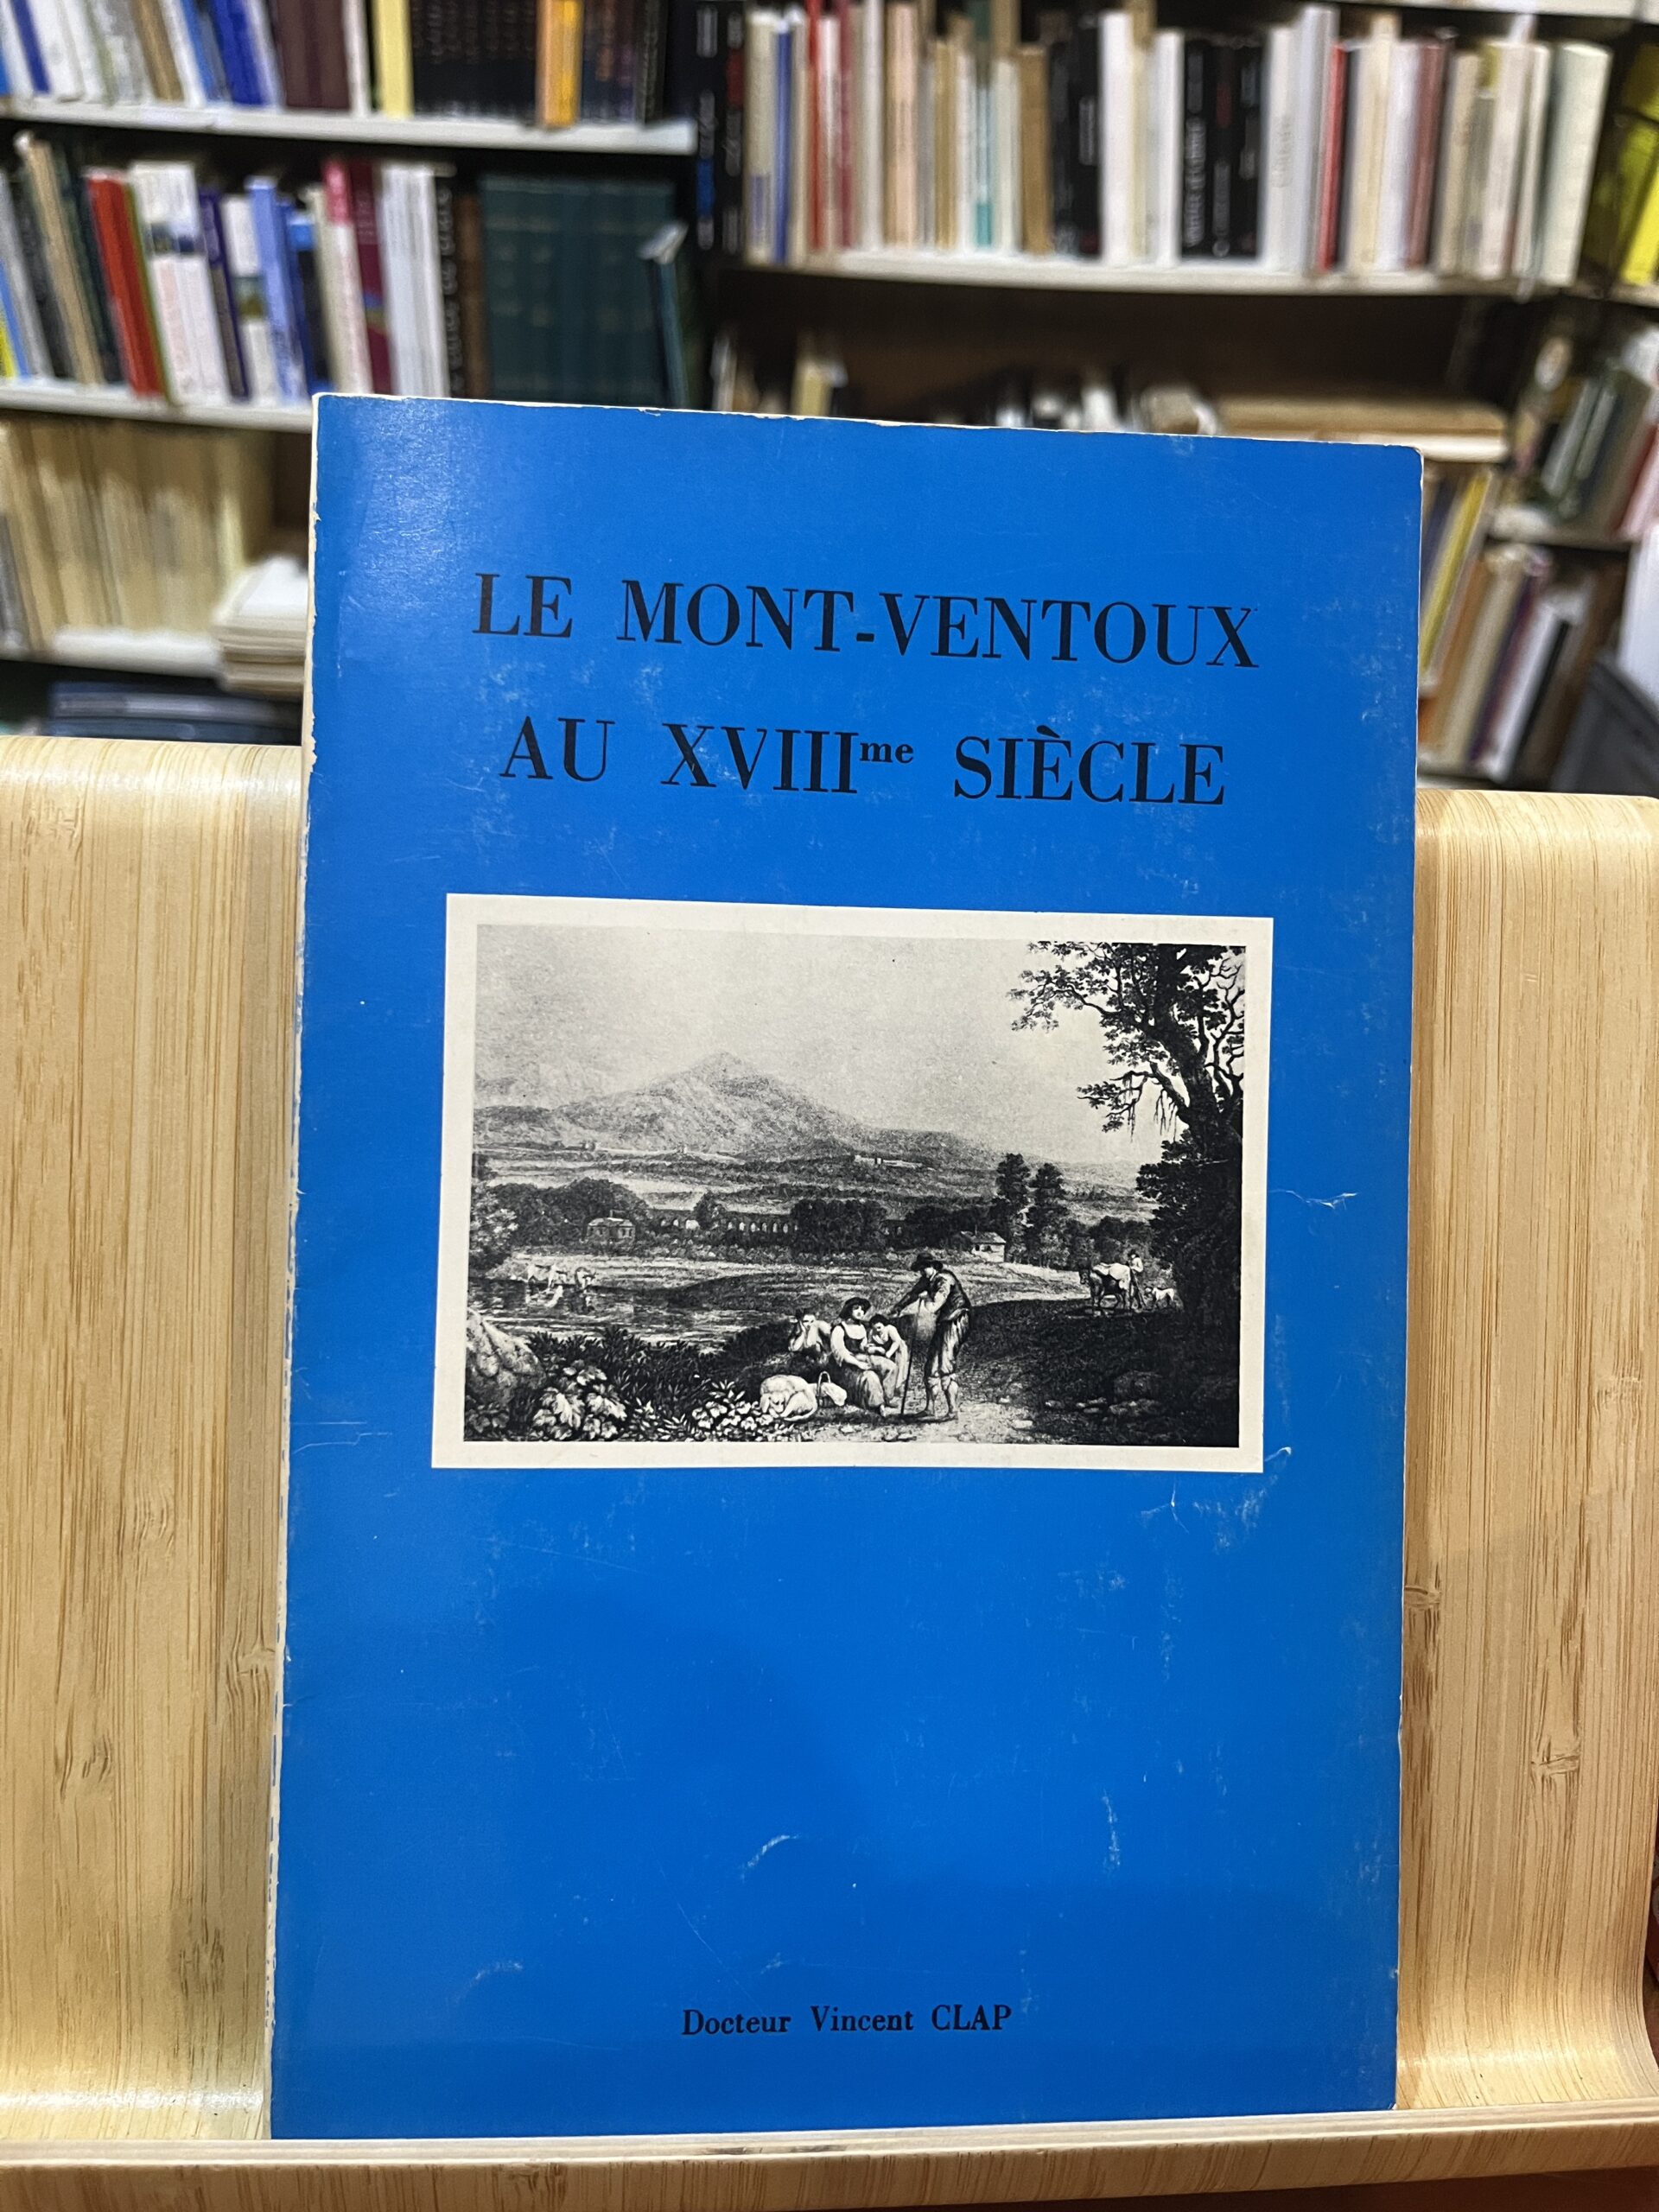 LE MONT-VENTOUX
AU XVIIIme SIÈCLE
Docteur Vincent CLAP